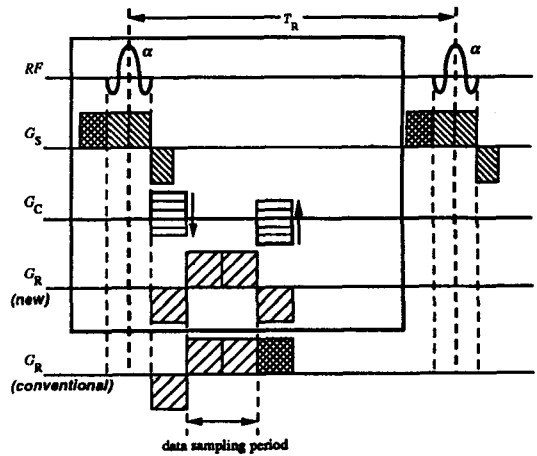 T_R
α
α
RF
G_S
G_C
G_R
(new)
G_R
(conventional)
data sampling period